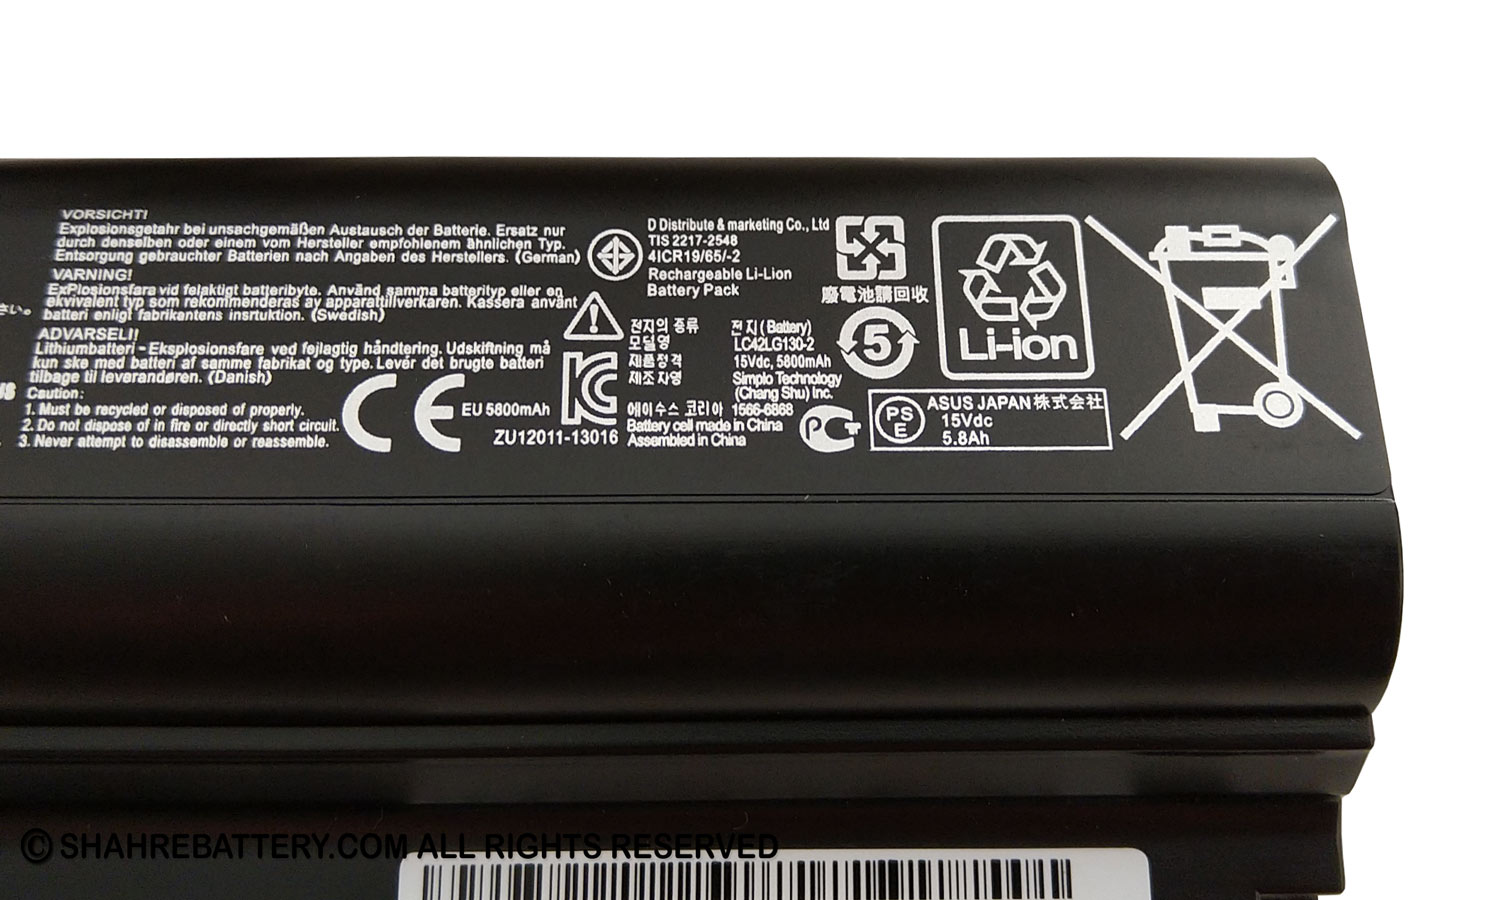 VORSICHT!
Explosionsgetahr bei unsachgemäßen Austausch der Batterie. Ersatz nur
durch denselben oder einem vom Hersteller empfohlenem ähnlichen Typ.
Entsorgung gebrauchter Batterien nach Angaben des Herstellers. (German)
VARNING!
ExPlosionsfara vid felaktigt batteribyte. Använd samma batterityp eller en
ekvivalent typ som rekommenderas av apparattillverkaren. Kassera använt
batteri enligt fabrikantens insrtuktion. (Swedish)
ADVARSELI!
Lithiumbatteri - Eksplosionsfare ved fejlagtig håndtering. Udskiftning må
kun ske med batteri af samme fabrikat og type. Levér det brugte batteri
tilbage til leverandøren. (Danish)
Caution:
1. Must be recycled or disposed of properly.
2. Do not dispose of in fire or directly short circuit.
3. Never attempt to disassemble or reassemble.
さい。
CE
EU 5800mAh
ZU12011-13016
D Distribute & marketing Co., Ltd
TIS 2217-2548
4ICR19/65/-2
Rechargeable Li-Lion
Battery Pack
전지의 종류 전지(Battery)
모델명 LC42LG130-2
제품정격 15Vdc, 5800mAh
제조자명 Simplo Technology
(Chang Shu) Inc.
에이수스 코리아 1566-6868
Battery cell made in China
Assembled in China
廢電池請回收
5
Li-ion
PS
E
ASUS JAPAN株式会社
15Vdc
5.8Ah
© SHAHREBATTERY.COM ALL RIGHTS RESERVED